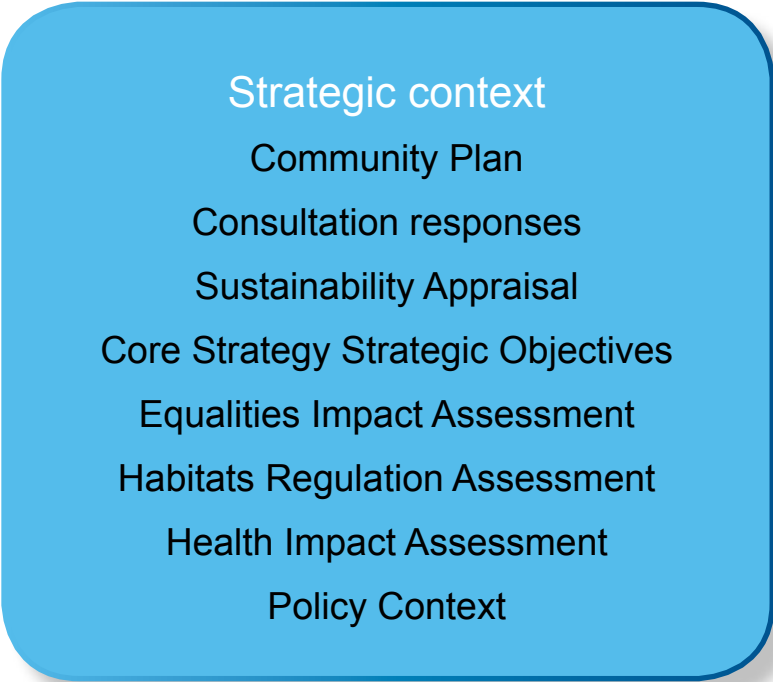 Strategic context
Community Plan
Consultation responses
Sustainability Appraisal
Core Strategy Strategic Objectives
Equalities Impact Assessment
Habitats Regulation Assessment
Health Impact Assessment
Policy Context